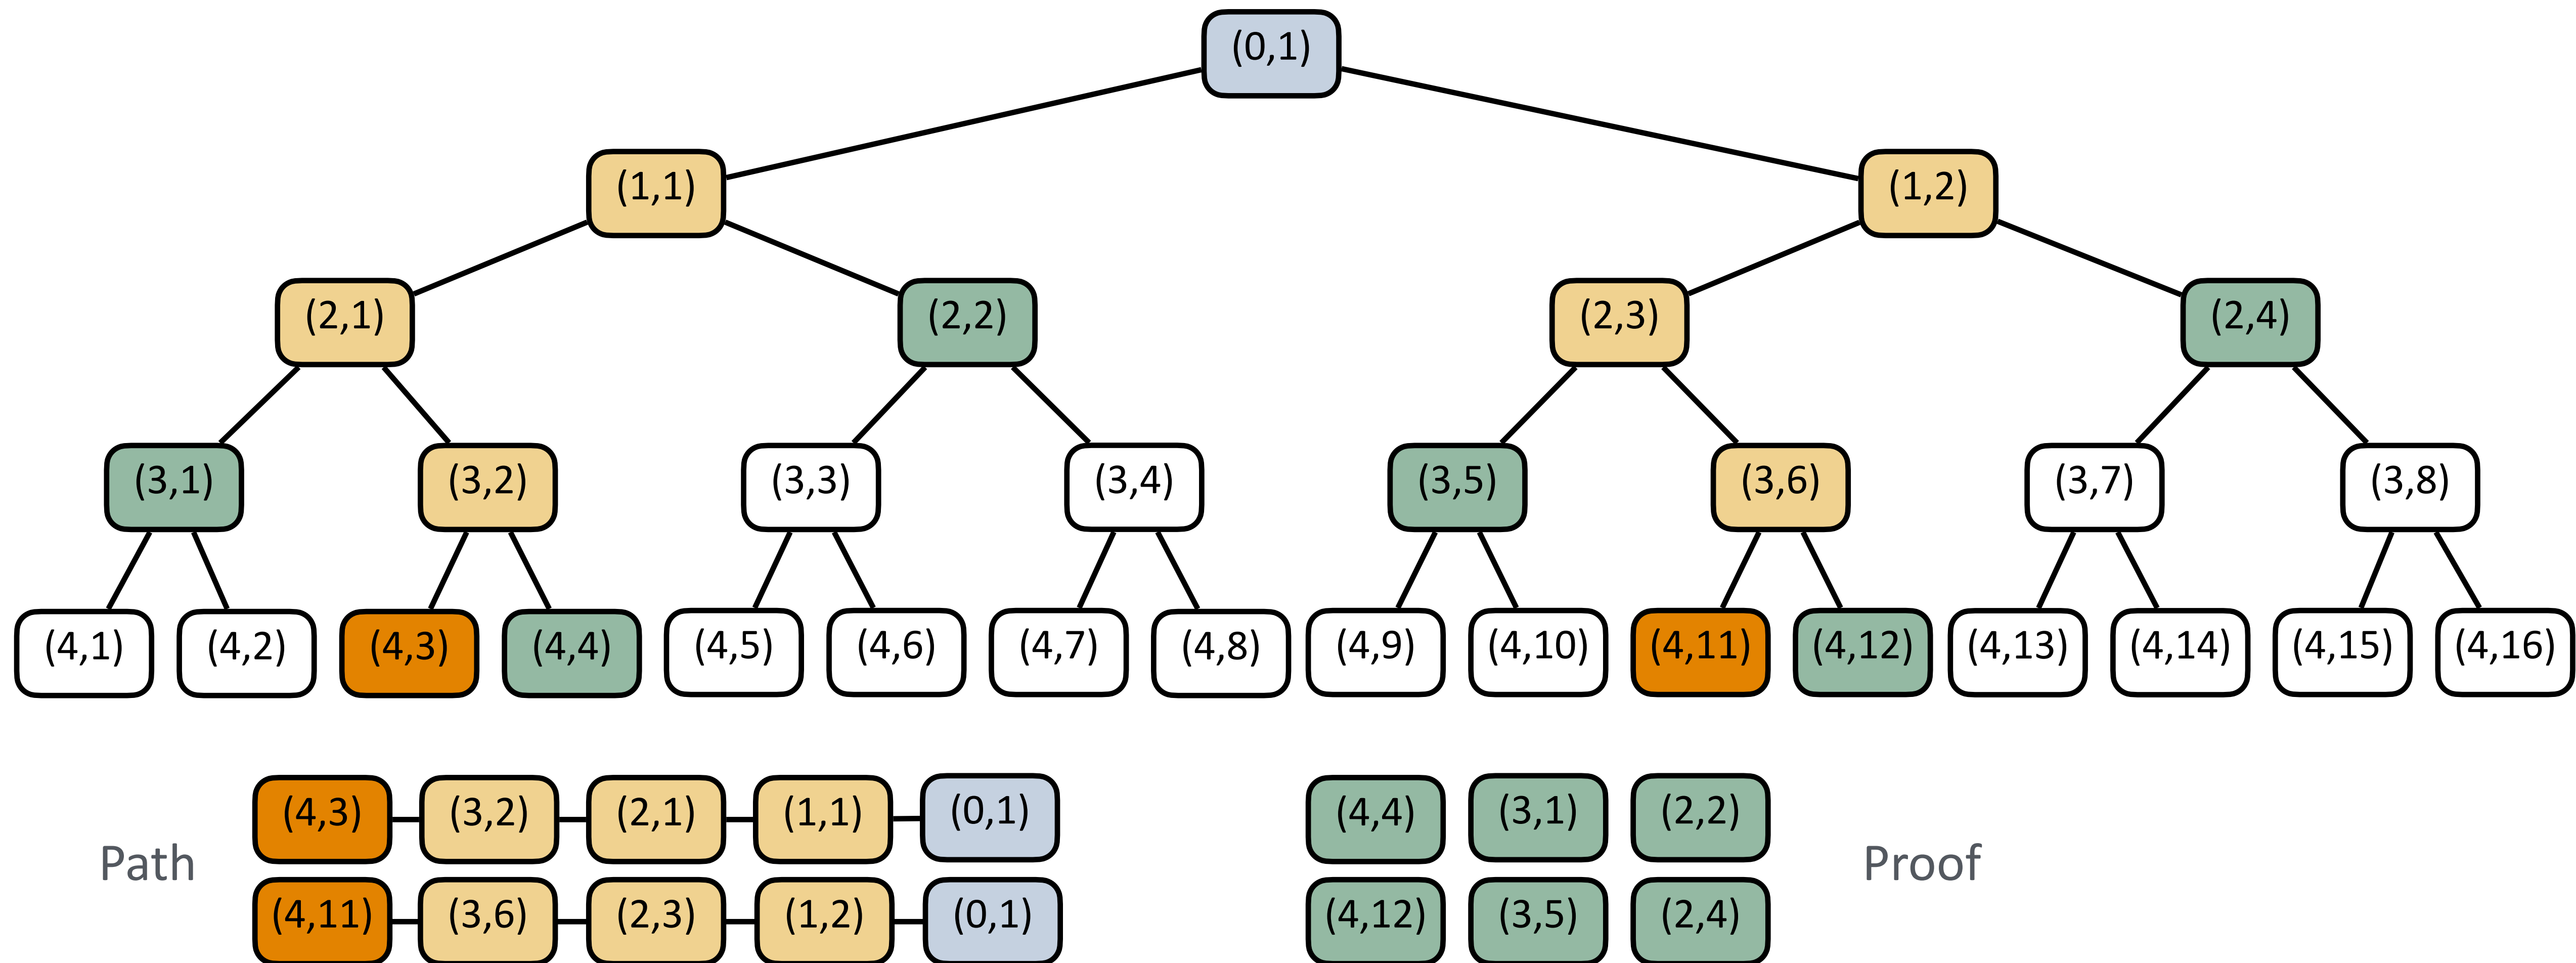 (0,1)
(1,1) (1,2)
(2,1) (2,2) (2,3) (2,4)
(3,1) (3,2) (3,3) (3,4) (3,5) (3,6) (3,7) (3,8)
(4,1) (4,2) (4,3) (4,4) (4,5) (4,6) (4,7) (4,8) (4,9) (4,10) (4,11) (4,12) (4,13) (4,14) (4,15) (4,16)
(4,3) (3,2) (2,1) (1,1) (0,1) (4,4) (3,1) (2,2)
Path Proof
(4,11) (3,6) (2,3) (1,2) (0,1) (4,12) (3,5) (2,4)